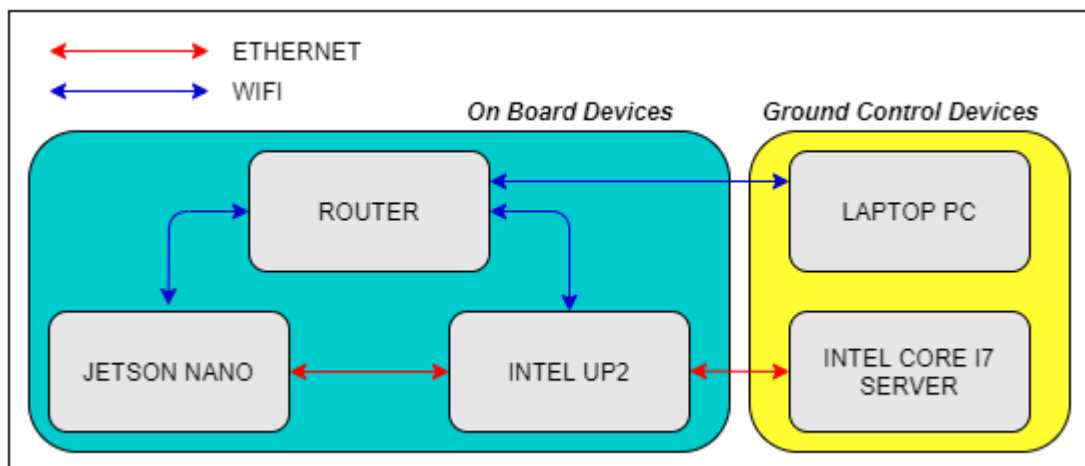 ETHERNET
WIFI
On Board Devices
Ground Control Devices
ROUTER
LAPTOP PC
JETSON NANO
INTEL UP2
INTEL CORE I7
SERVER